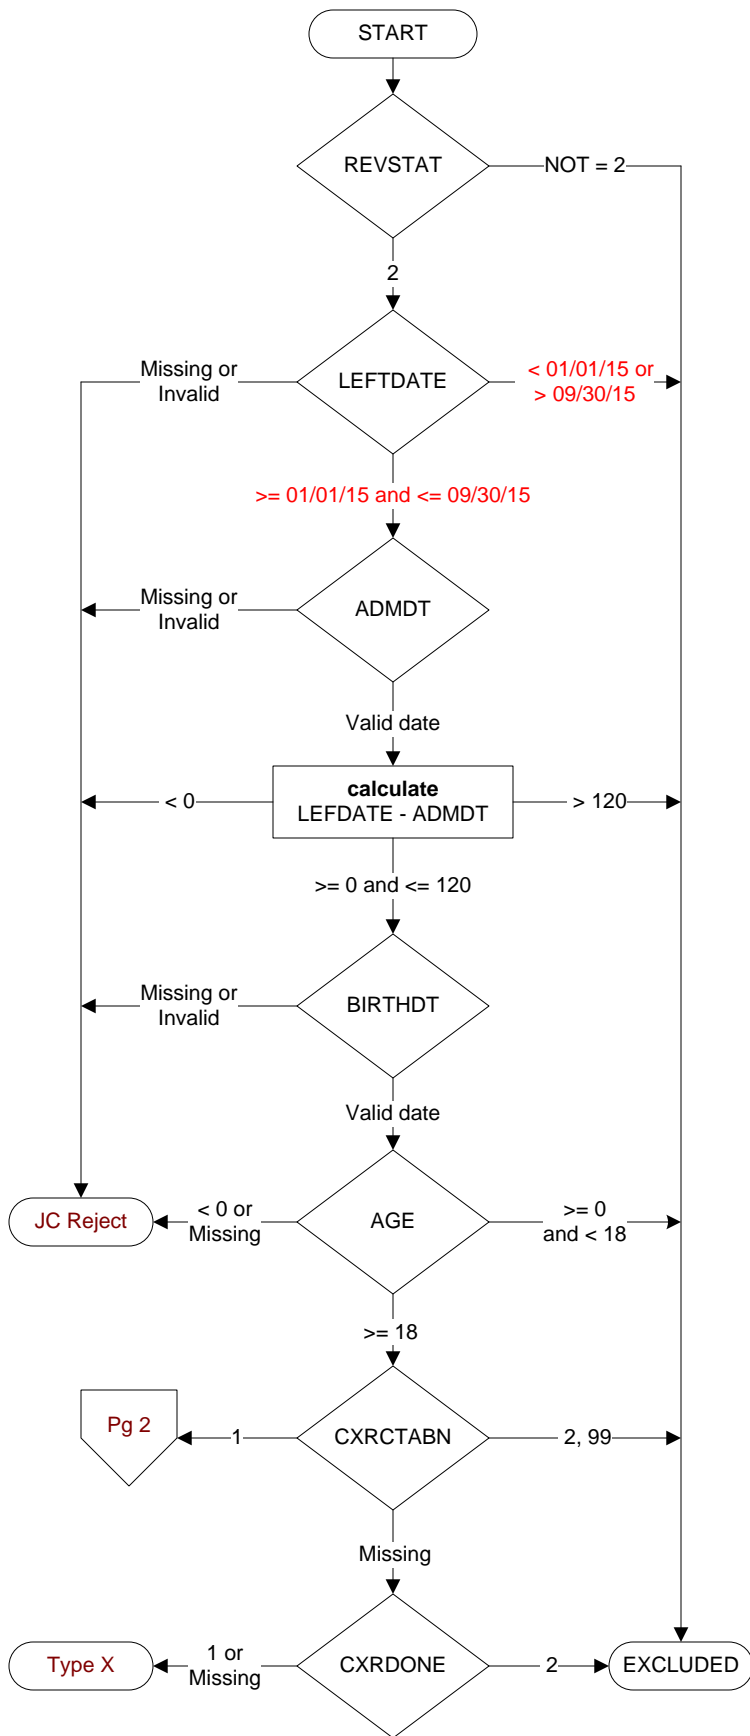 START
REVSTAT
NOT = 2
2
Missing or
Invalid
LEFTDATE
< 01/01/15 or
> 09/30/15
>= 01/01/15 and <= 09/30/15
Missing or
Invalid
ADMDT
Valid date
< 0
calculate
LEFDATE - ADMDT
> 120
>= 0 and <= 120
Missing or
Invalid
BIRTHDT
Valid date
JC Reject
< 0 or
Missing
AGE
>= 0
and < 18
>= 18
Pg 2
1
CXRCTABN
2, 99
Missing
Type X
1 or
Missing
CXRDONE
2
EXCLUDED